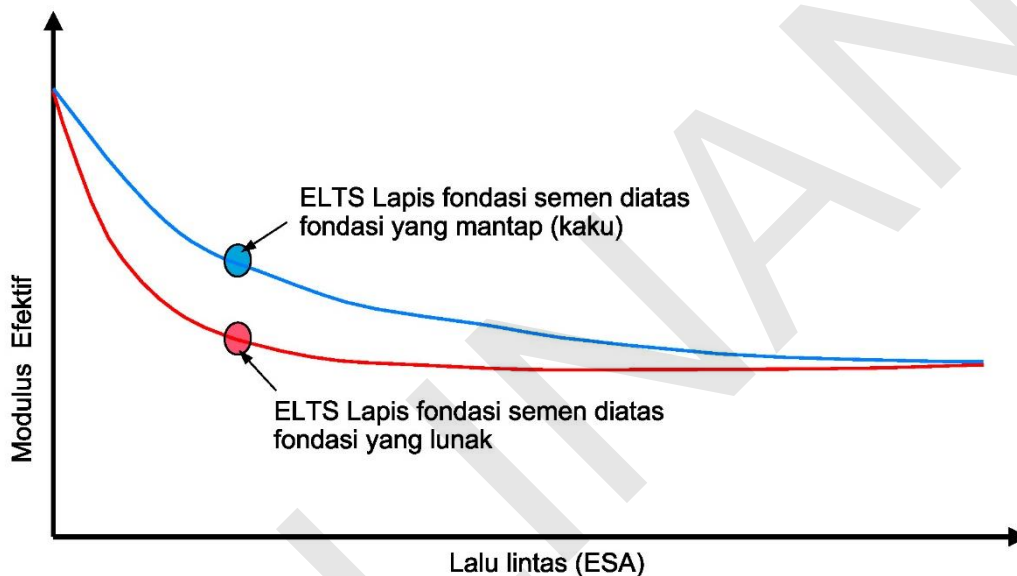 ELTS Lapis fondasi semen diatas
fondasi yang mantap (kaku)
ELTS Lapis fondasi semen diatas
fondasi yang lunak
Modulus Efektif
Lalu lintas (ESA)
LINAN